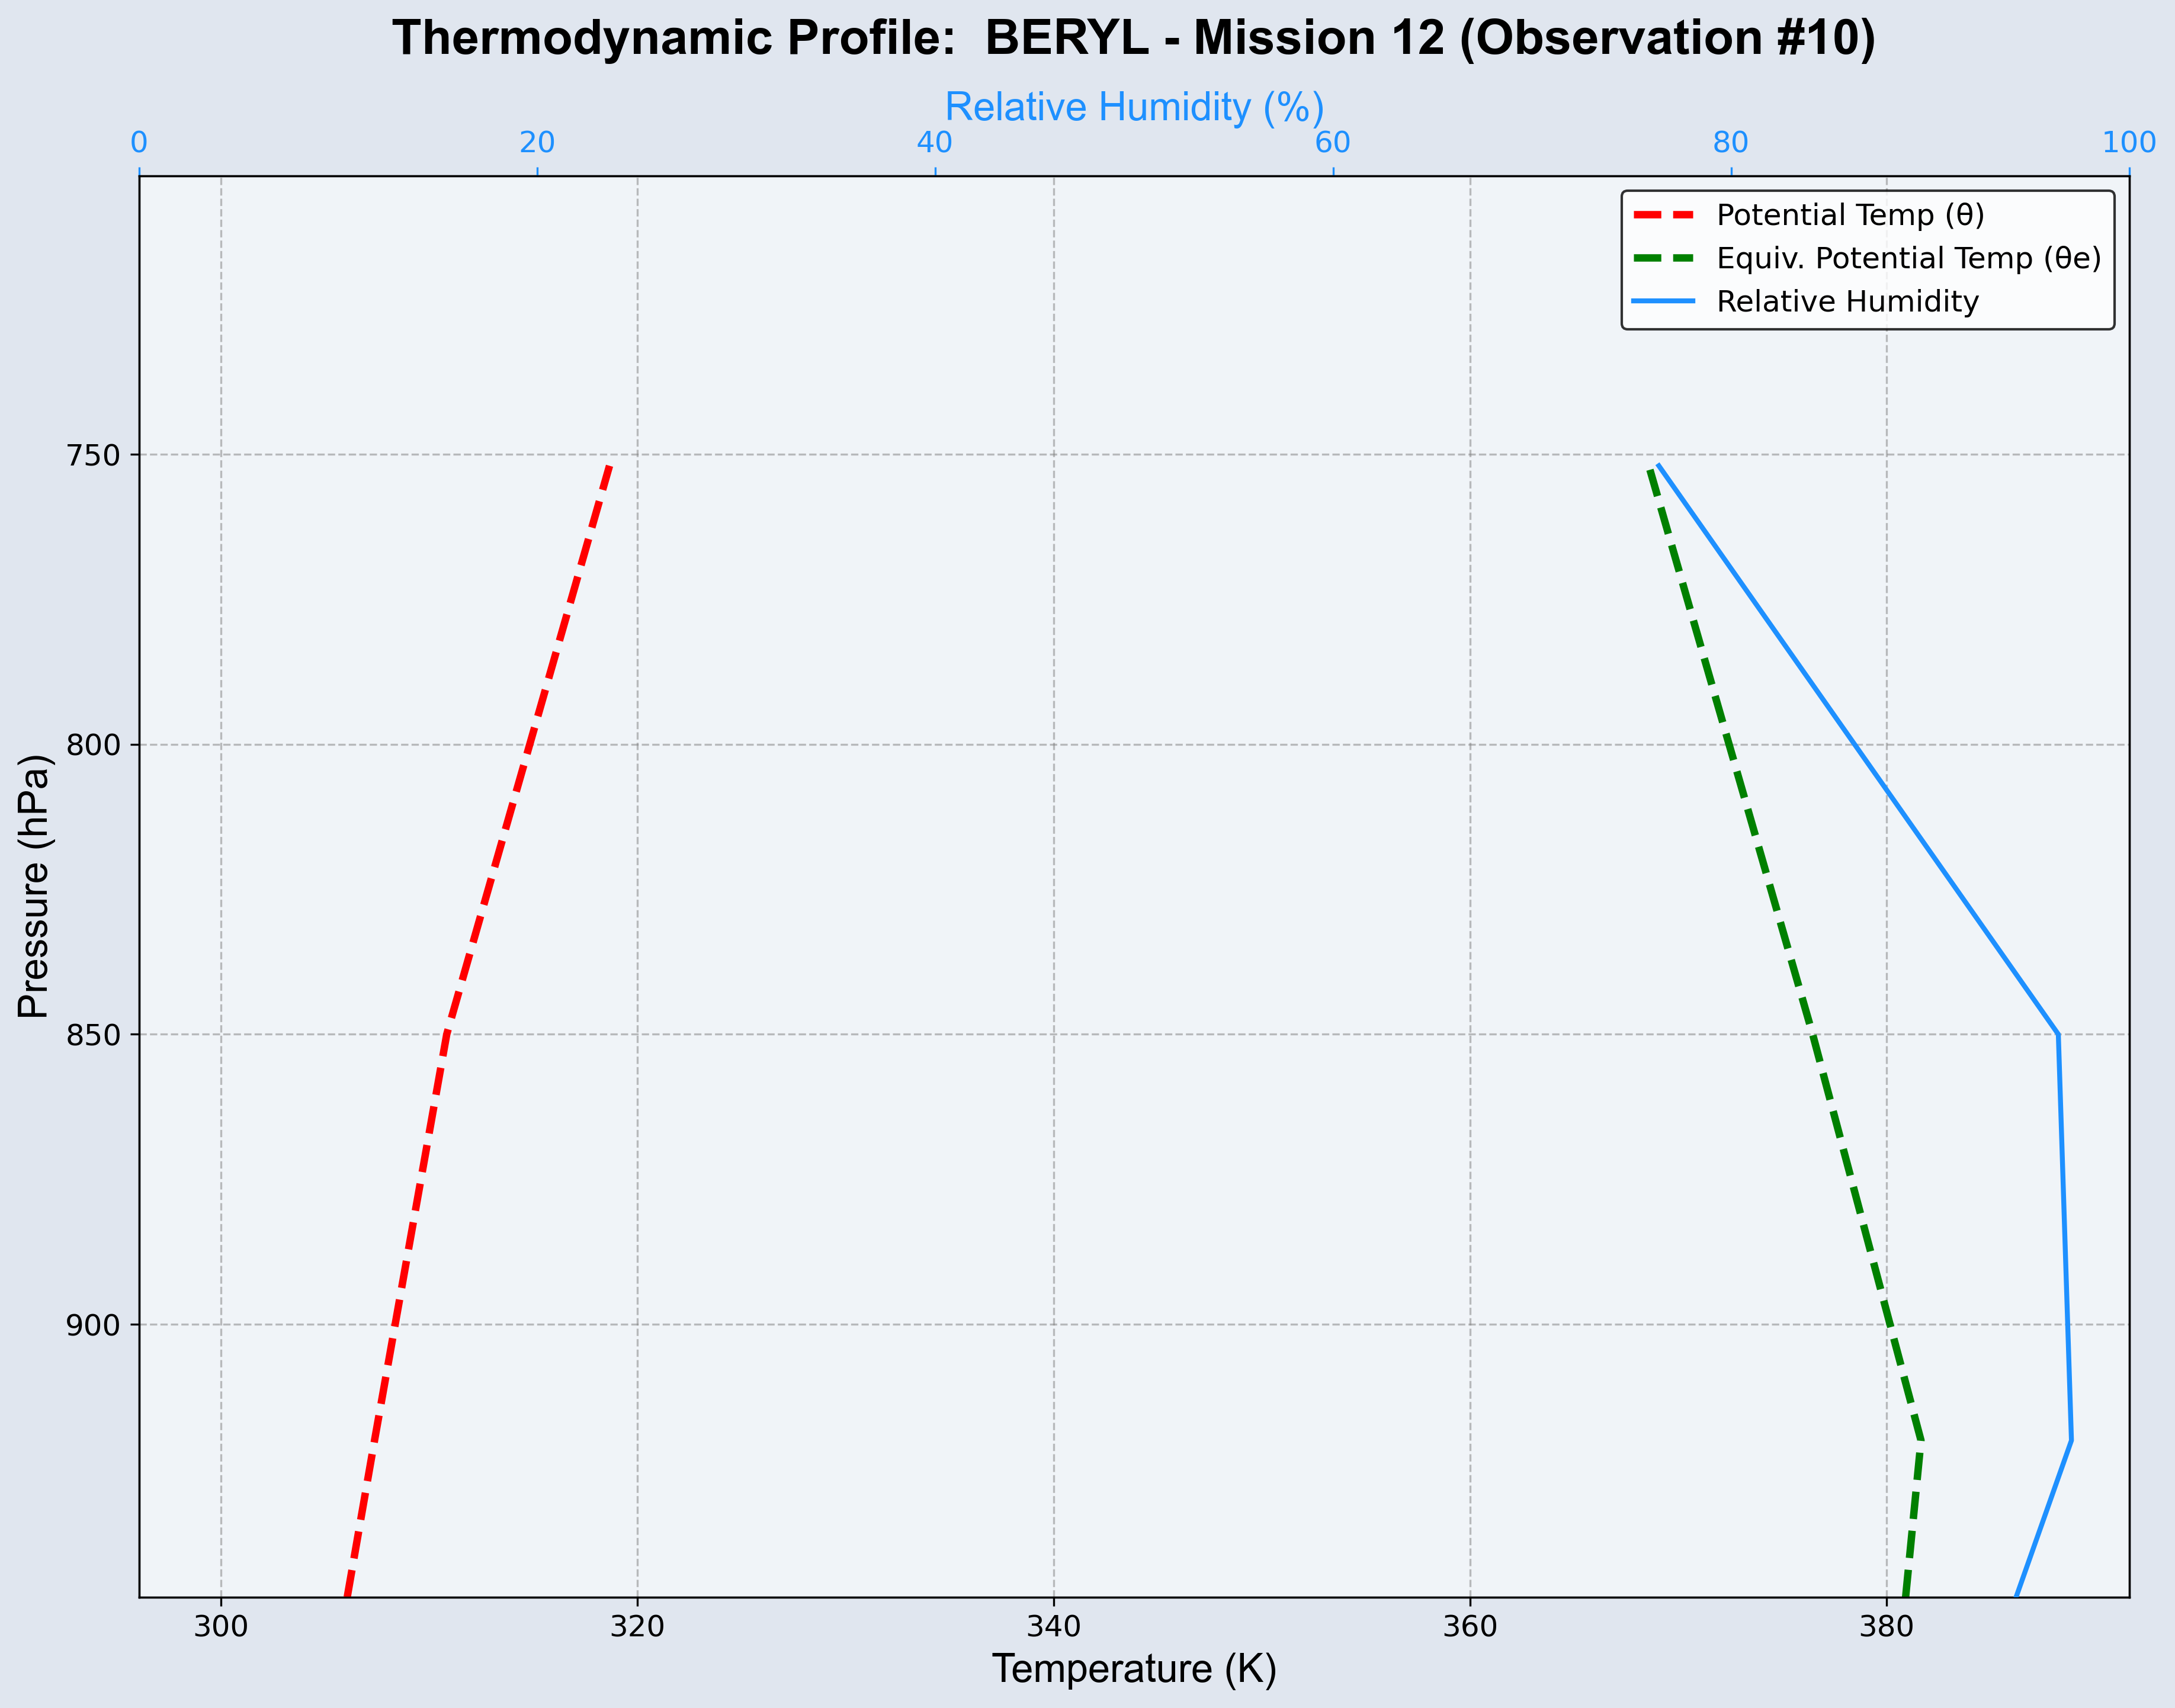 Thermodynamic Profile:  BERYL - Mission 12 (Observation #10)
Relative Humidity (%)
0 20 40 60 80 100
Potential Temp (θ)
Equiv. Potential Temp (θe)
Relative Humidity
Pressure (hPa)
750
800
850
900
300 320 340 360 380
Temperature (K)